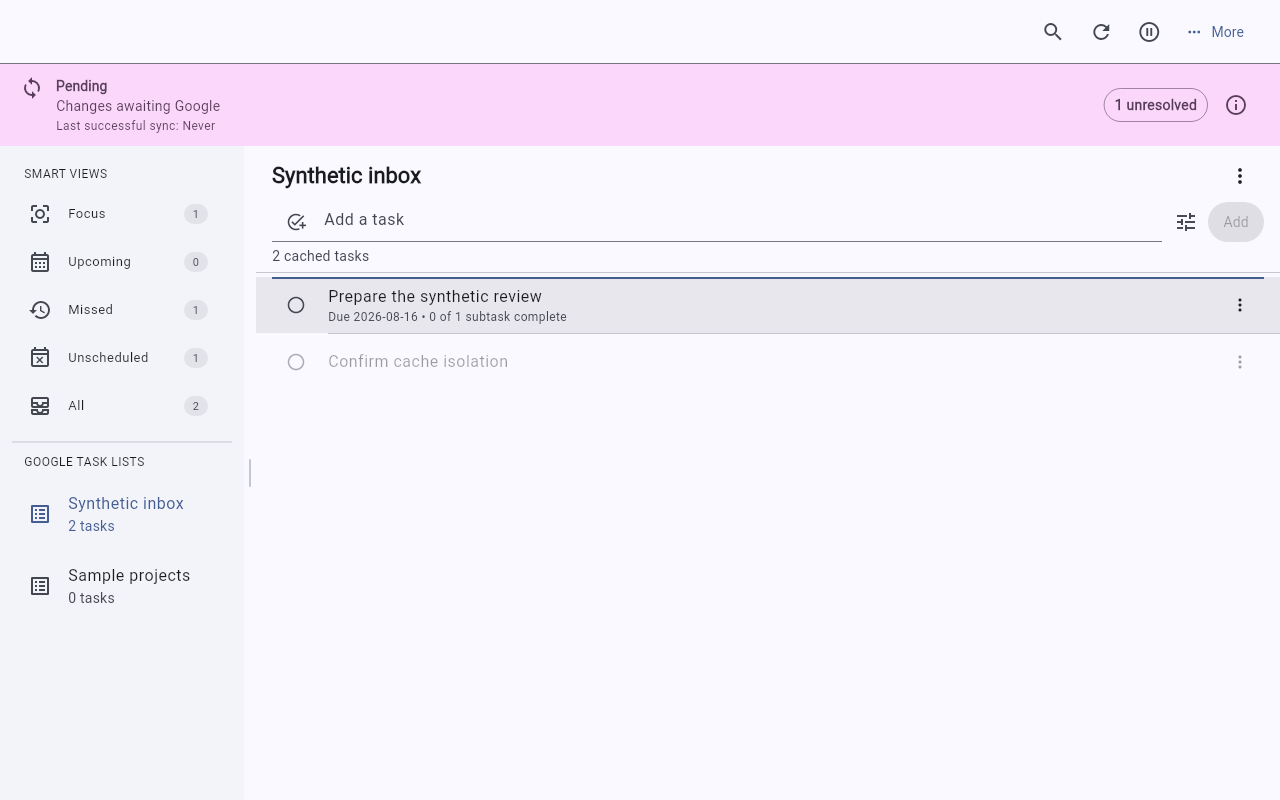 More
Pending
Changes awaiting Google
Last successful sync: Never
1 unresolved
SMART VIEWS
Focus 1
Upcoming 0
Missed 1
Unscheduled 1
All 2
GOOGLE TASK LISTS
Synthetic inbox
2 tasks
Sample projects
0 tasks
Synthetic inbox
Add a task
Add
2 cached tasks
Prepare the synthetic review
Due 2026-08-16 • 0 of 1 subtask complete
Confirm cache isolation